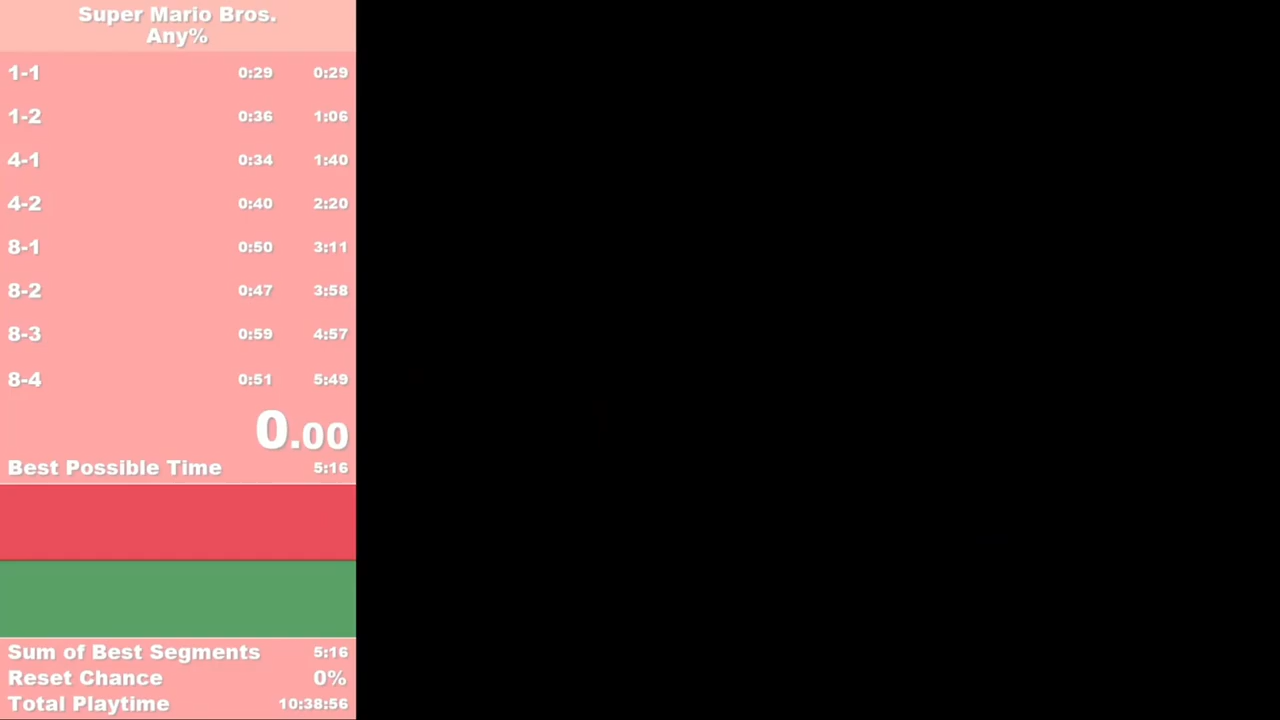 Super Mario Bros.
Any%
1-1 0:29 0:29
1-2 0:36 1:06
4-1 0:34 1:40
4-2 0:40 2:20
8-1 0:50 3:11
8-2 0:47 3:58
8-3 0:59 4:57
8-4 0:51 5:49
0.00
Best Possible Time 5:16
Sum of Best Segments 5:16
Reset Chance 0%
Total Playtime 10:38:56